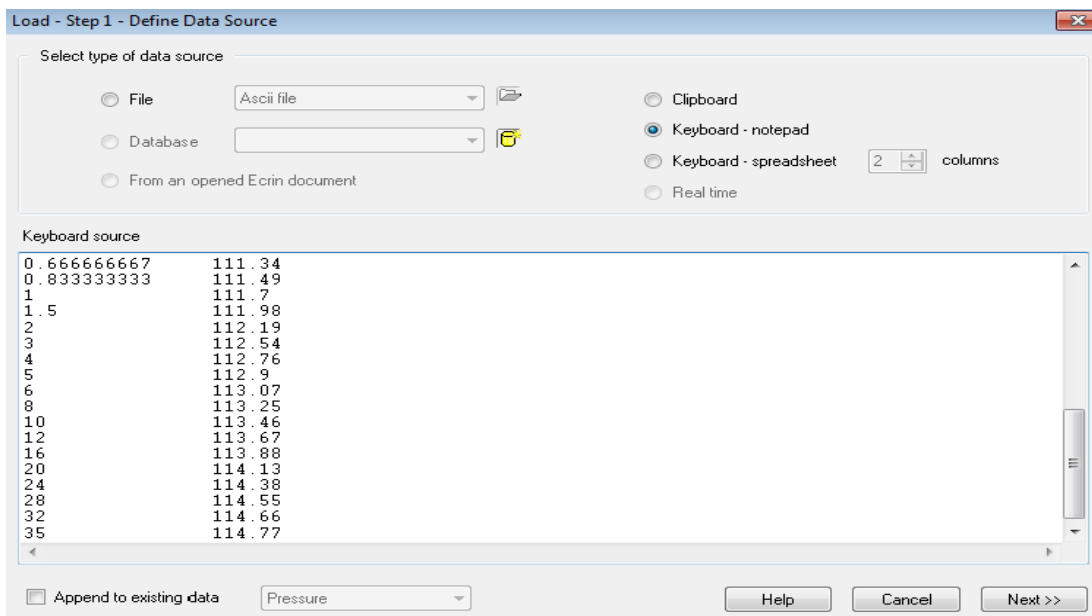 Load - Step 1 - Define Data Source
Select type of data source
File Ascii file Clipboard
Database Keyboard - notepad
Keyboard - spreadsheet 2 columns
From an opened Ecrin document
Real time
Keyboard source
0.666666667 111.34
0.833333333 111.49
1 111.7
1.5 111.98
2 112.19
3 112.54
4 112.76
5 112.9
6 113.07
8 113.25
10 113.46
12 113.67
16 113.88
20 114.13
24 114.38
28 114.55
32 114.66
35 114.77
Append to existing data Pressure Help Cancel Next >>